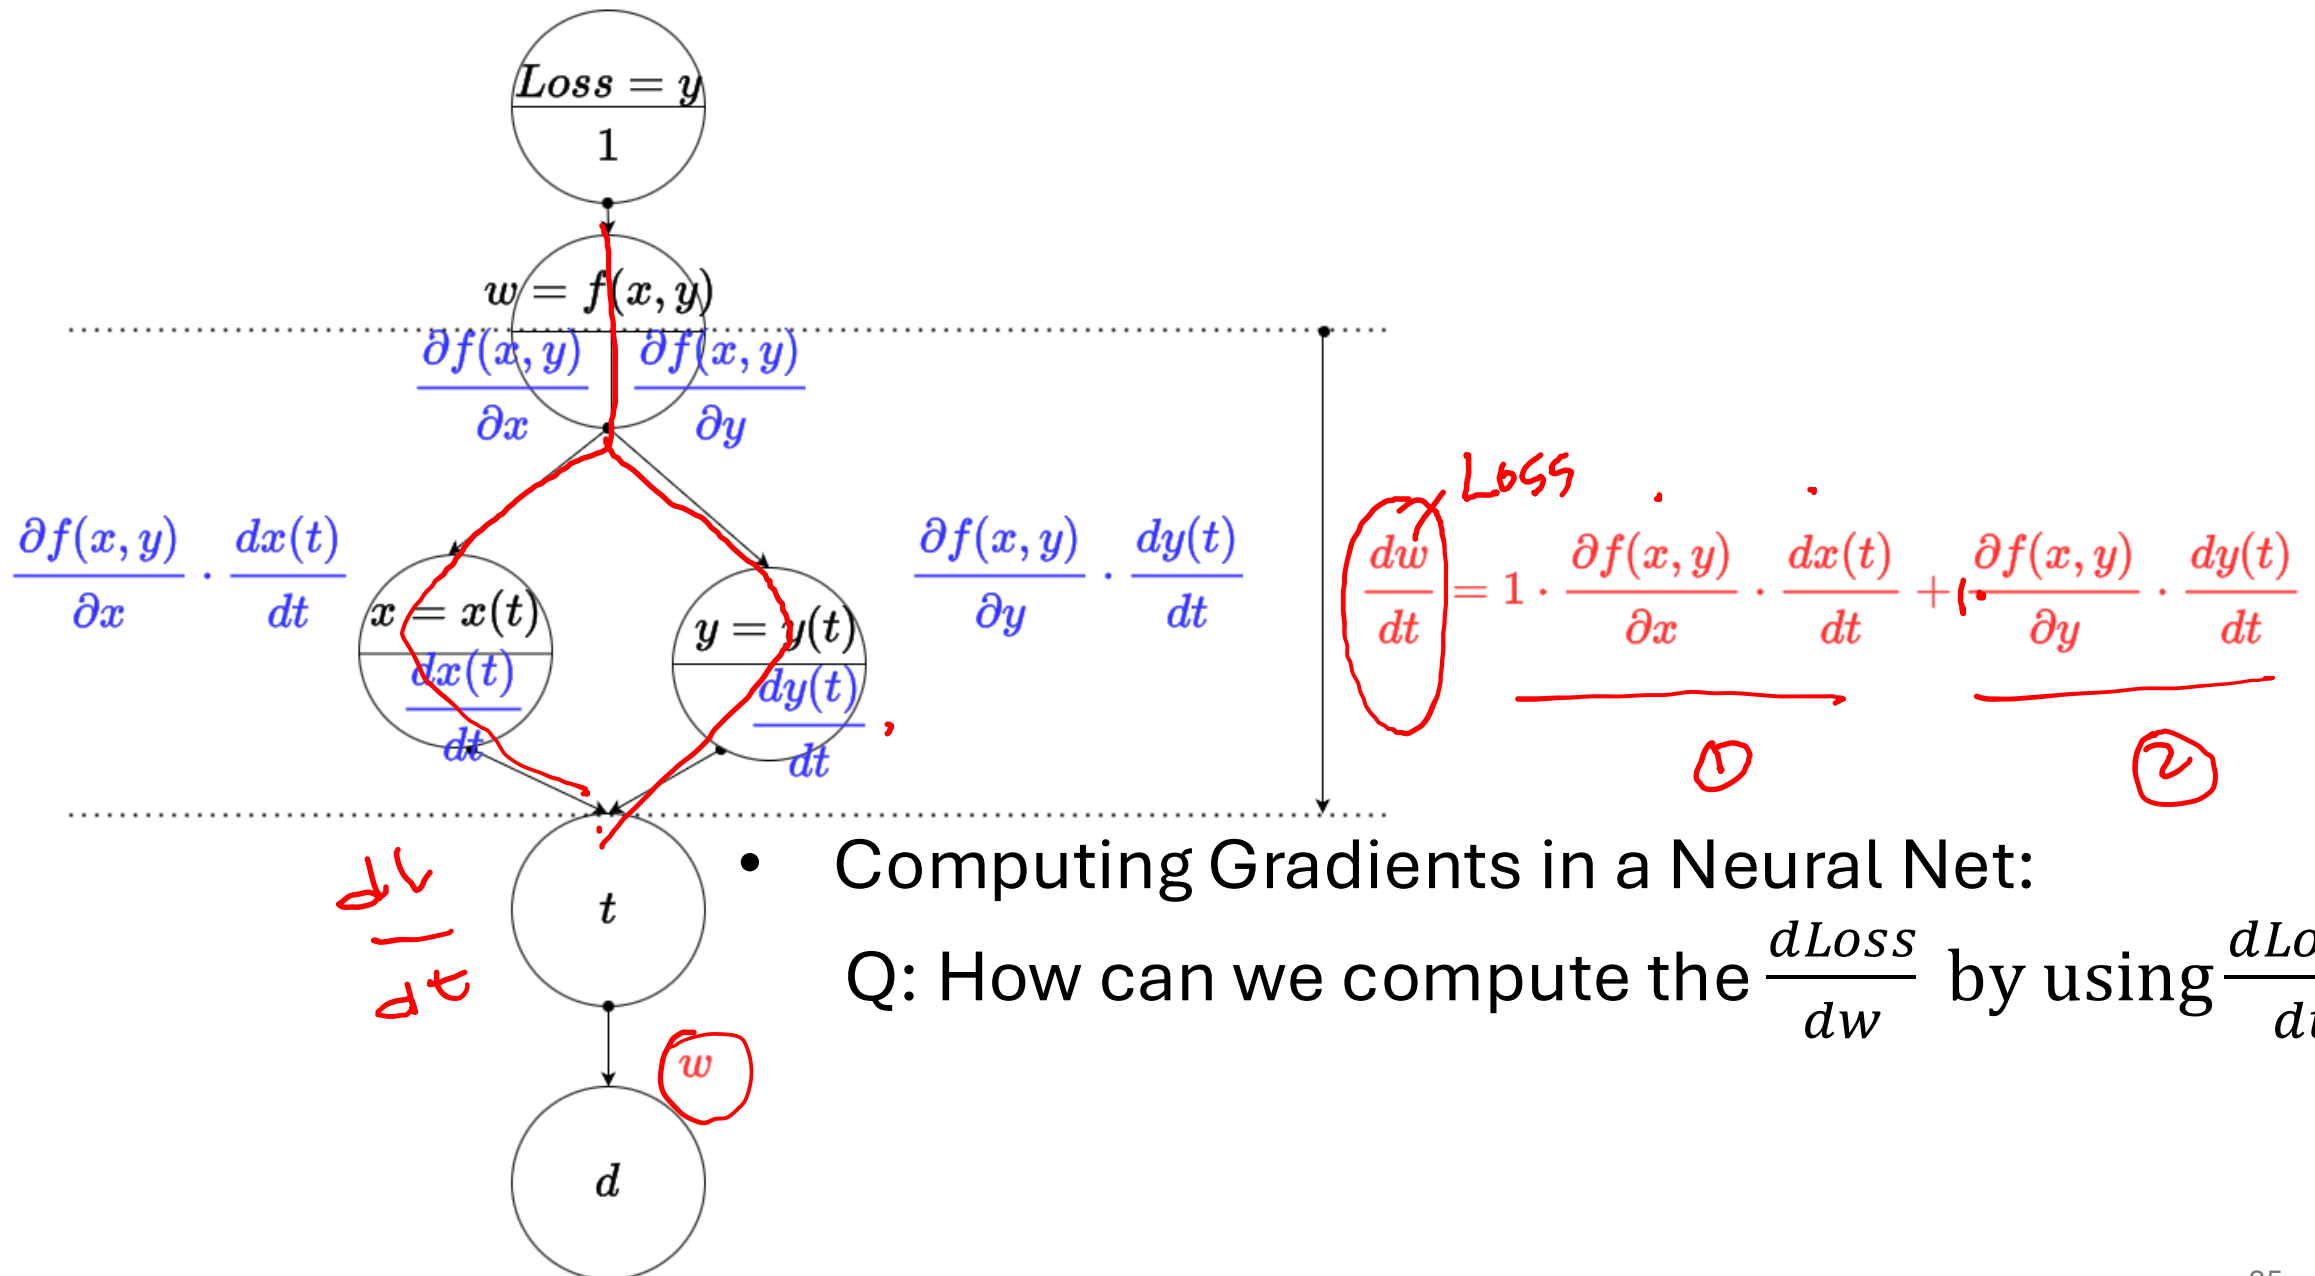 Loss = y
1
w = f(x, y)
∂f(x, y)/∂x ∂f(x, y)/∂y
Loss
∂f(x, y)/∂x · dx(t)/dt
x = x(t)
dx(t)/dt
y = y(t)
dy(t)/dt
∂f(x, y)/∂y · dy(t)/dt
dw/dt = 1 · ∂f(x, y)/∂x · dx(t)/dt + 1· ∂f(x, y)/∂y · dy(t)/dt
① ②
dL/dt
t
• Computing Gradients in a Neural Net:
Q: How can we compute the dLoss/dw by using
w
d